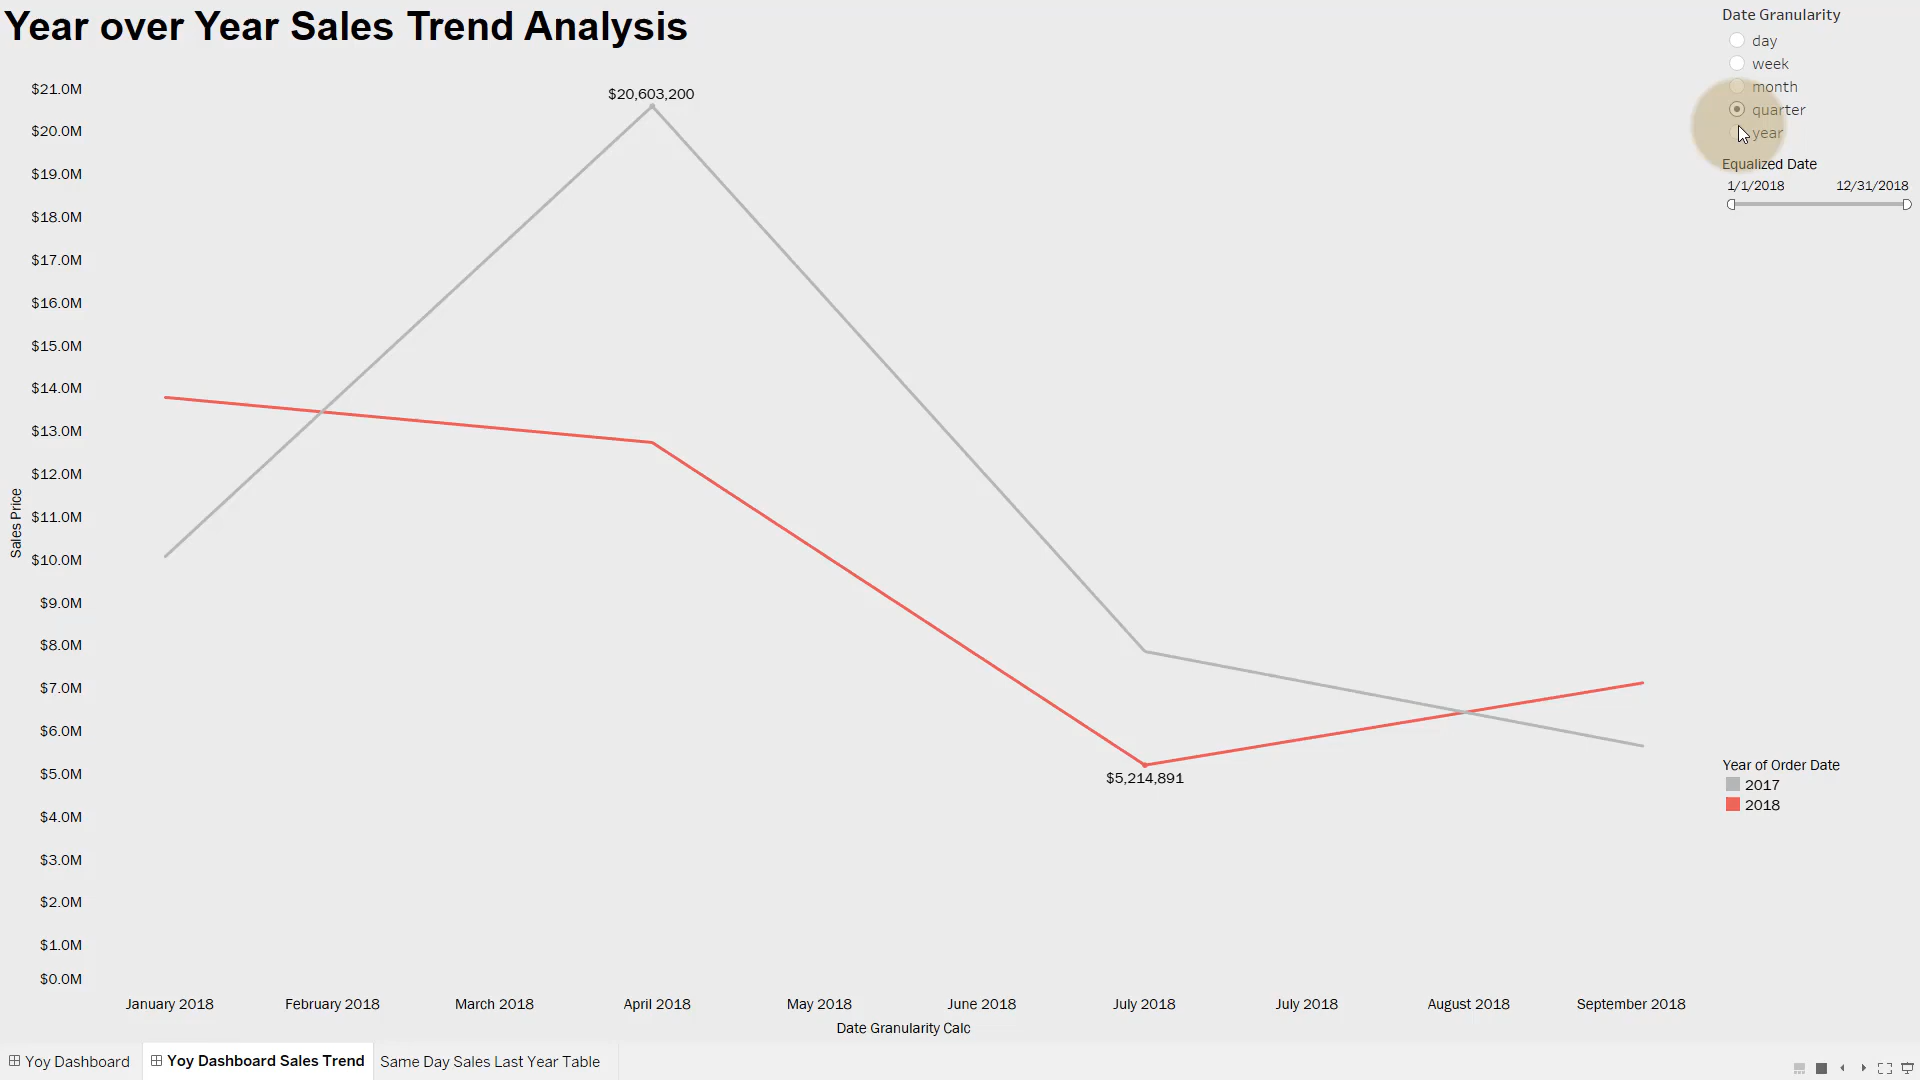 Year over Year Sales Trend Analysis
Date Granularity
day
week
month
quarter
year
Equalized Date
1/1/2018 12/31/2018
$21.0M
$20.0M
$19.0M
$18.0M
$17.0M
$16.0M
$15.0M
$14.0M
$13.0M
$12.0M
$11.0M
$10.0M
$9.0M
$8.0M
$7.0M
$6.0M
$5.0M
$4.0M
$3.0M
$2.0M
$1.0M
$0.0M
Sales Price
$20,603,200
$5,214,891
Year of Order Date
2017
2018
January 2018 February 2018 March 2018 April 2018 May 2018 June 2018 July 2018 July 2018 August 2018 September 2018
Date Granularity Calc
Yoy Dashboard Yoy Dashboard Sales Trend Same Day Sales Last Year Table